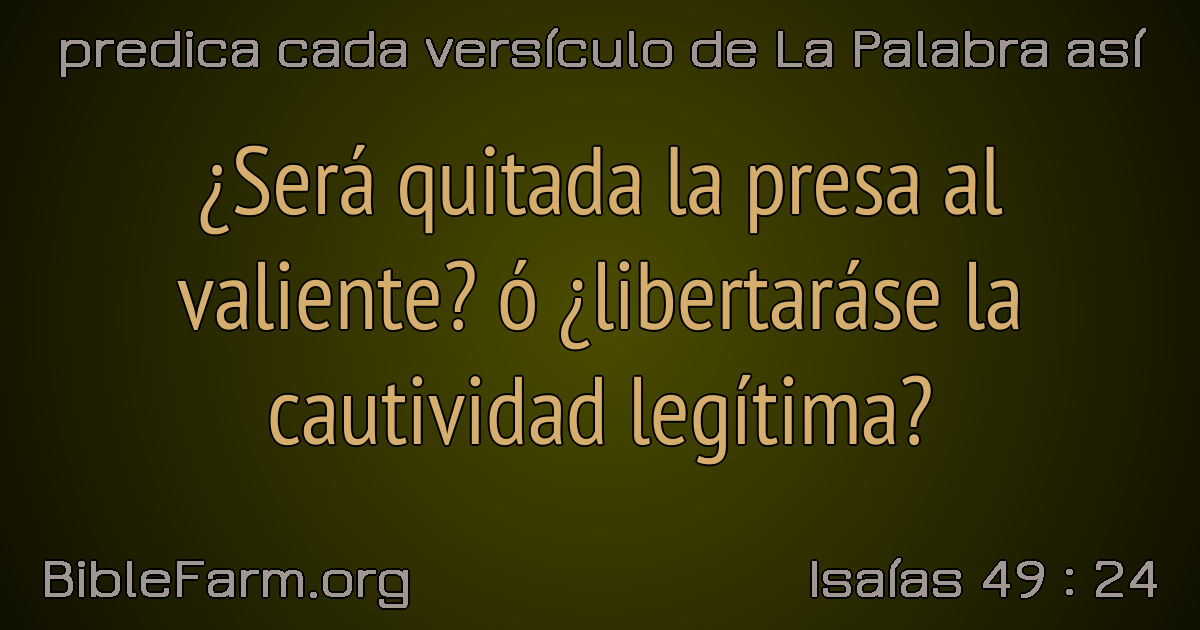 predica cada versículo de La Palabra así
¿Será quitada la presa al
valiente? ó ¿libertaráse la
cautividad legítima?
BibleFarm.org
Isaías 49 : 24